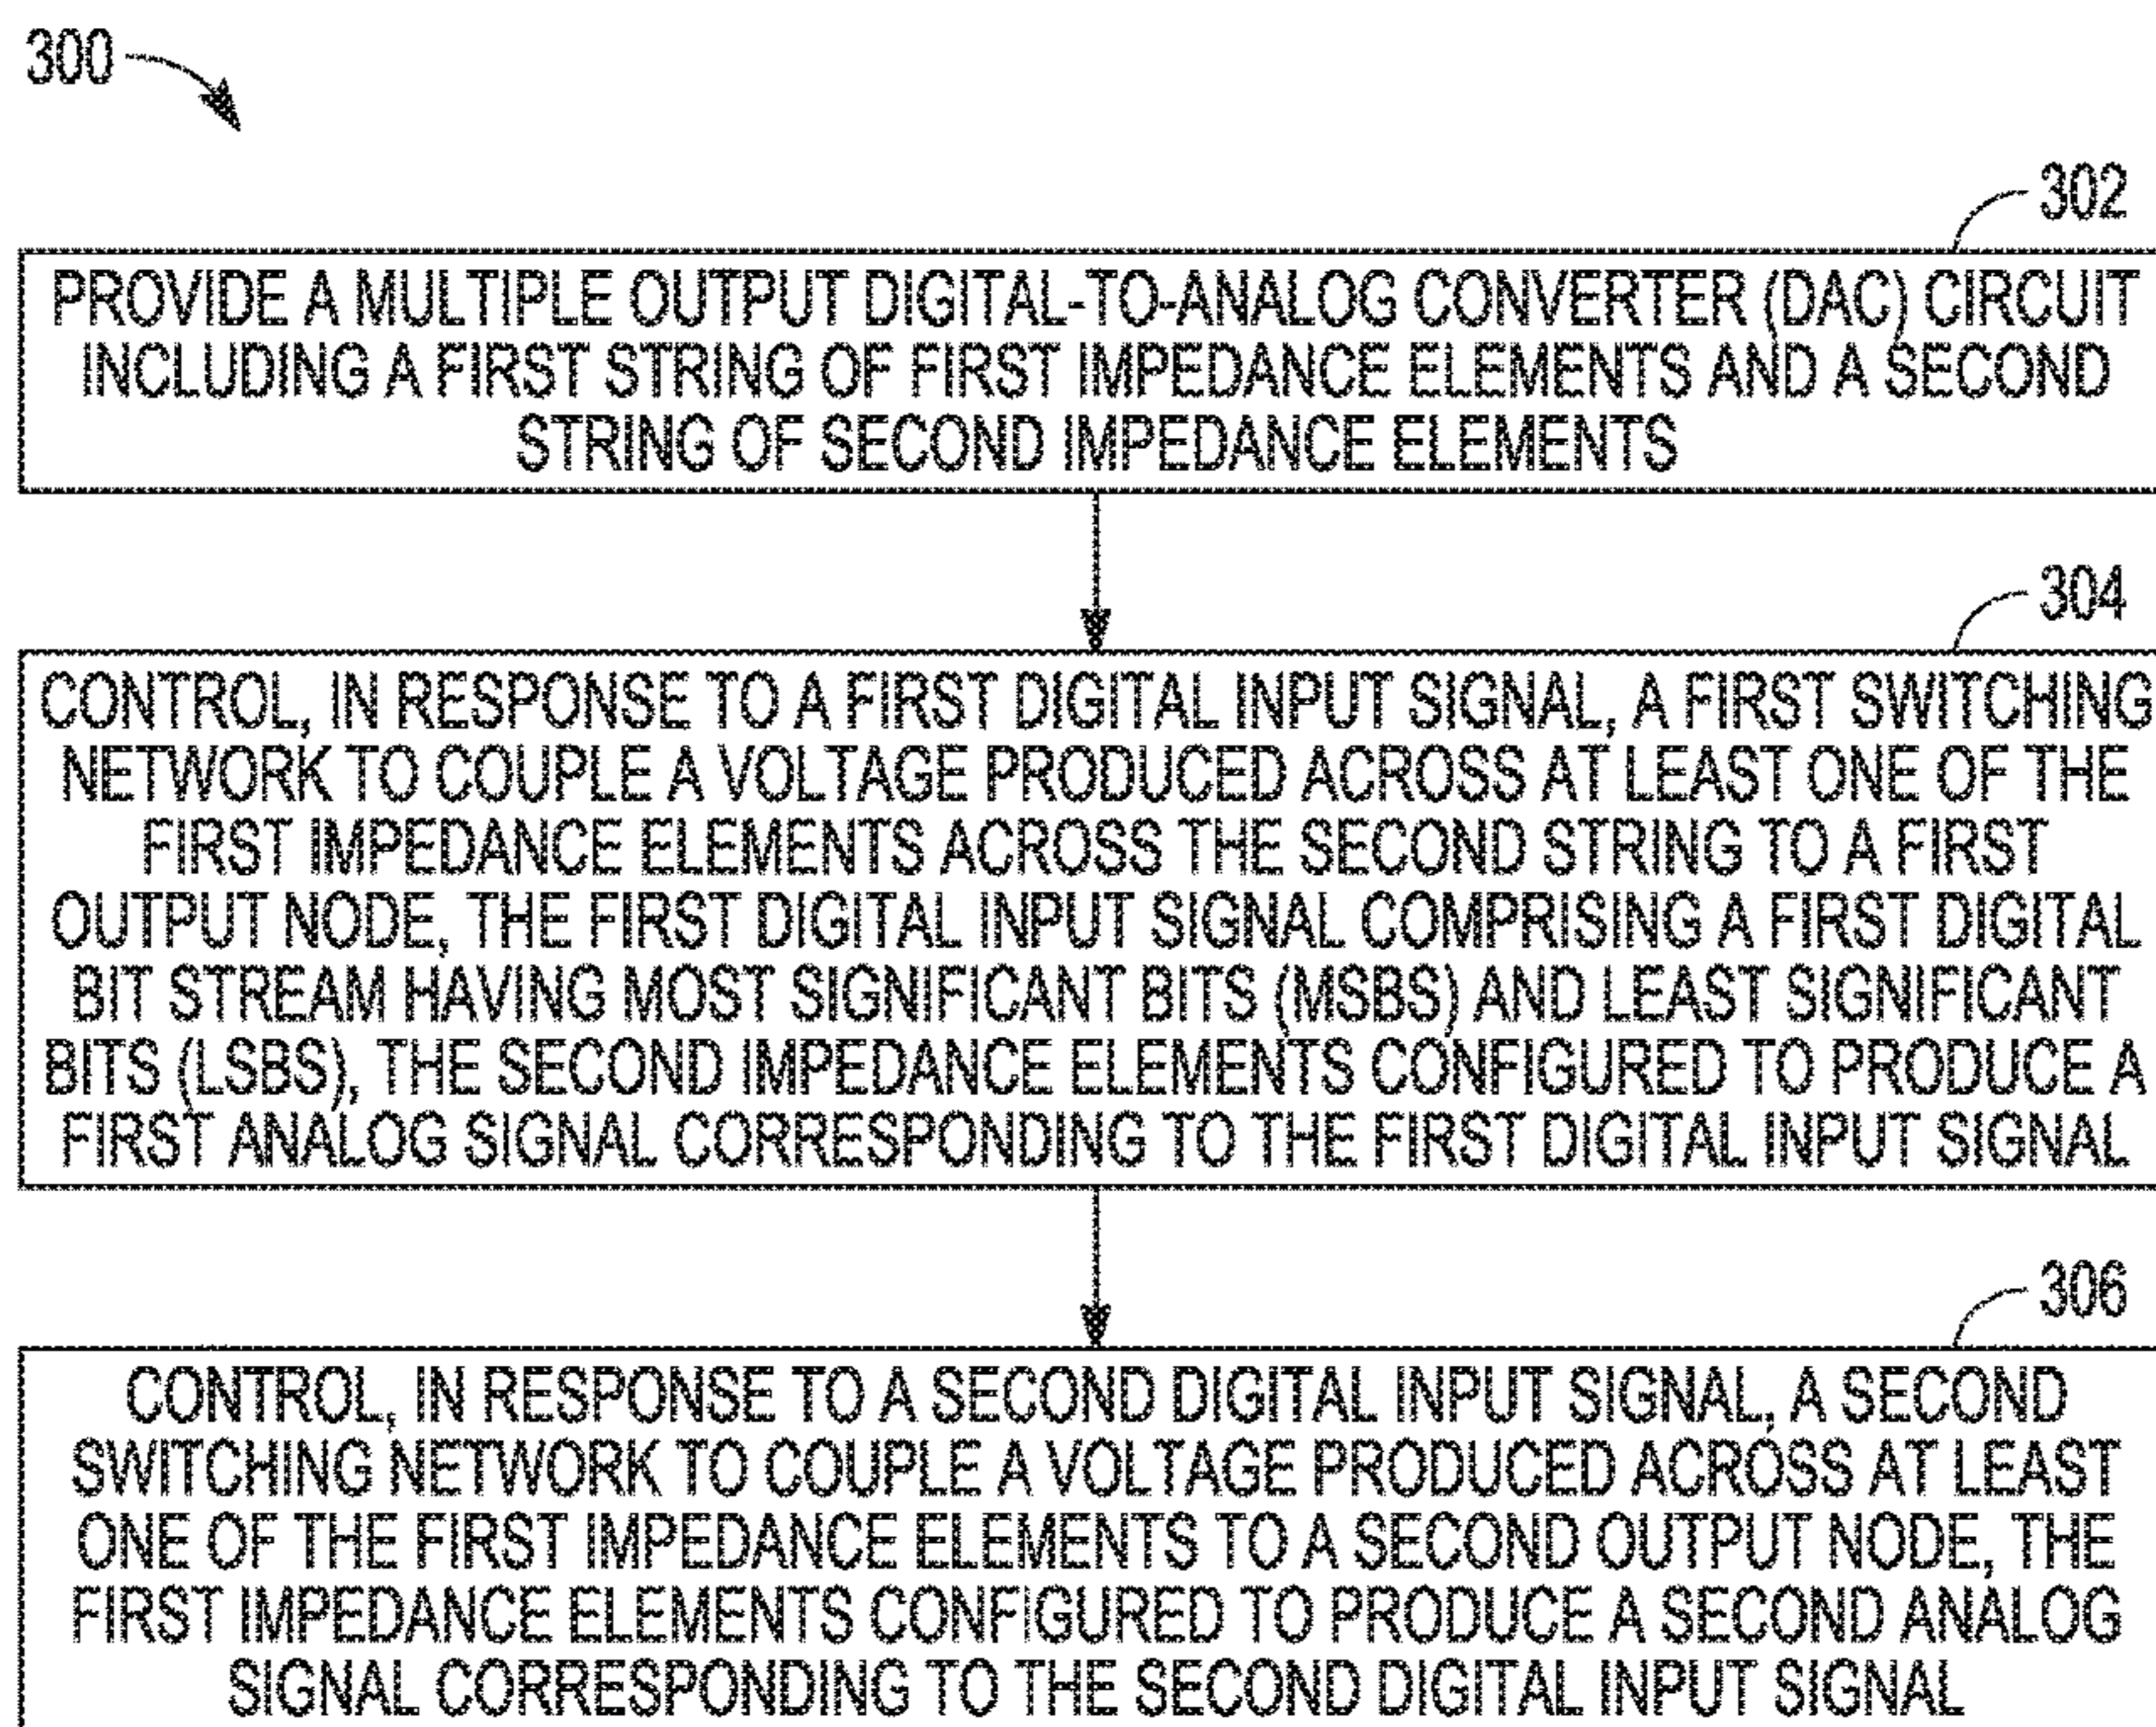 300
302
PROVIDE A MULTIPLE OUTPUT DIGITAL-TO-ANALOG CONVERTER (DAC) CIRCUIT
INCLUDING A FIRST STRING OF FIRST IMPEDANCE ELEMENTS AND A SECOND
STRING OF SECOND IMPEDANCE ELEMENTS
304
CONTROL, IN RESPONSE TO A FIRST DIGITAL INPUT SIGNAL, A FIRST SWITCHING
NETWORK TO COUPLE A VOLTAGE PRODUCED ACROSS AT LEAST ONE OF THE
FIRST IMPEDANCE ELEMENTS ACROSS THE SECOND STRING TO A FIRST
OUTPUT NODE, THE FIRST DIGITAL INPUT SIGNAL COMPRISING A FIRST DIGITAL
BIT STREAM HAVING MOST SIGNIFICANT BITS (MSBS) AND LEAST SIGNIFICANT
BITS (LSBS), THE SECOND IMPEDANCE ELEMENTS CONFIGURED TO PRODUCE A
FIRST ANALOG SIGNAL CORRESPONDING TO THE FIRST DIGITAL INPUT SIGNAL
306
CONTROL, IN RESPONSE TO A SECOND DIGITAL INPUT SIGNAL, A SECOND
SWITCHING NETWORK TO COUPLE A VOLTAGE PRODUCED ACROSS AT LEAST
ONE OF THE FIRST IMPEDANCE ELEMENTS TO A SECOND OUTPUT NODE, THE
FIRST IMPEDANCE ELEMENTS CONFIGURED TO PRODUCE A SECOND ANALOG
SIGNAL CORRESPONDING TO THE SECOND DIGITAL INPUT SIGNAL